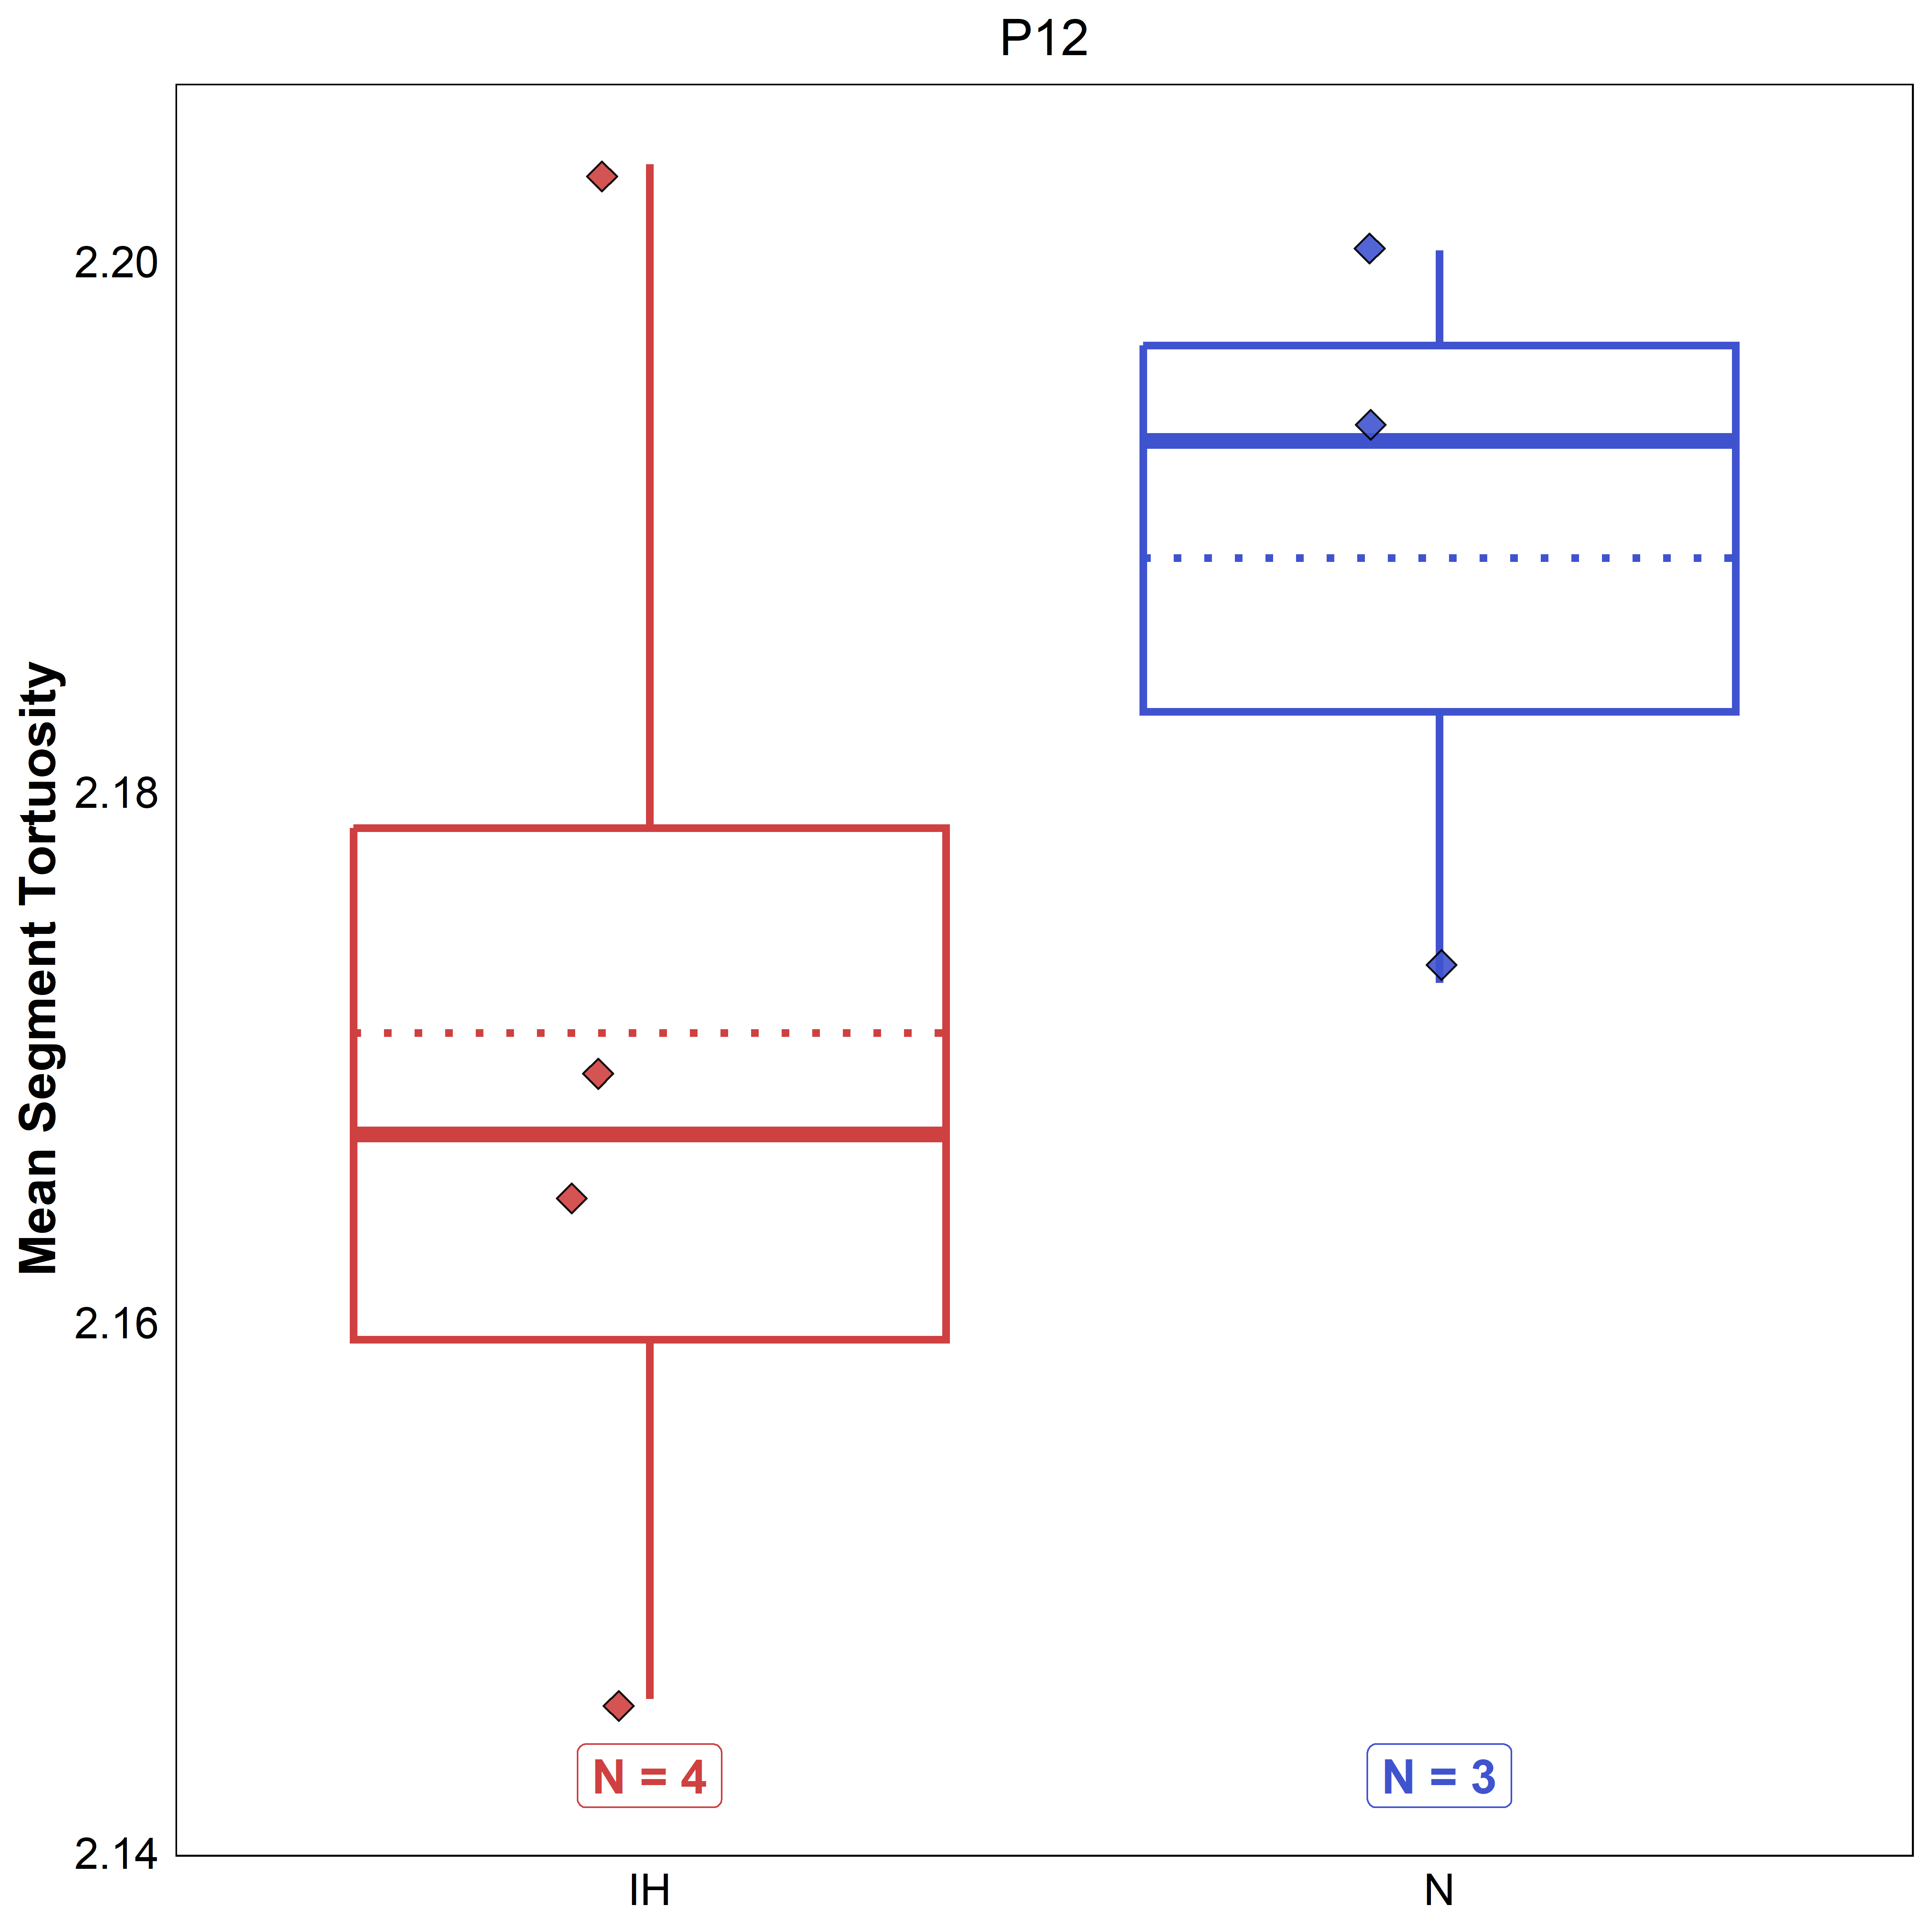 P12
Mean Segment Tortuosity
2.20
2.18
2.16
2.14
N = 4
N = 3
IH
N